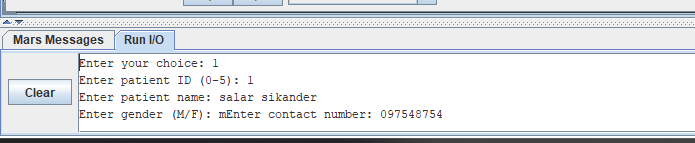 Mars Messages Run I/O
Enter your choice: 1
Enter patient ID (0-5): 1
Clear
Enter patient name: salar sikander
Enter gender (M/F): mEnter contact number: 097548754